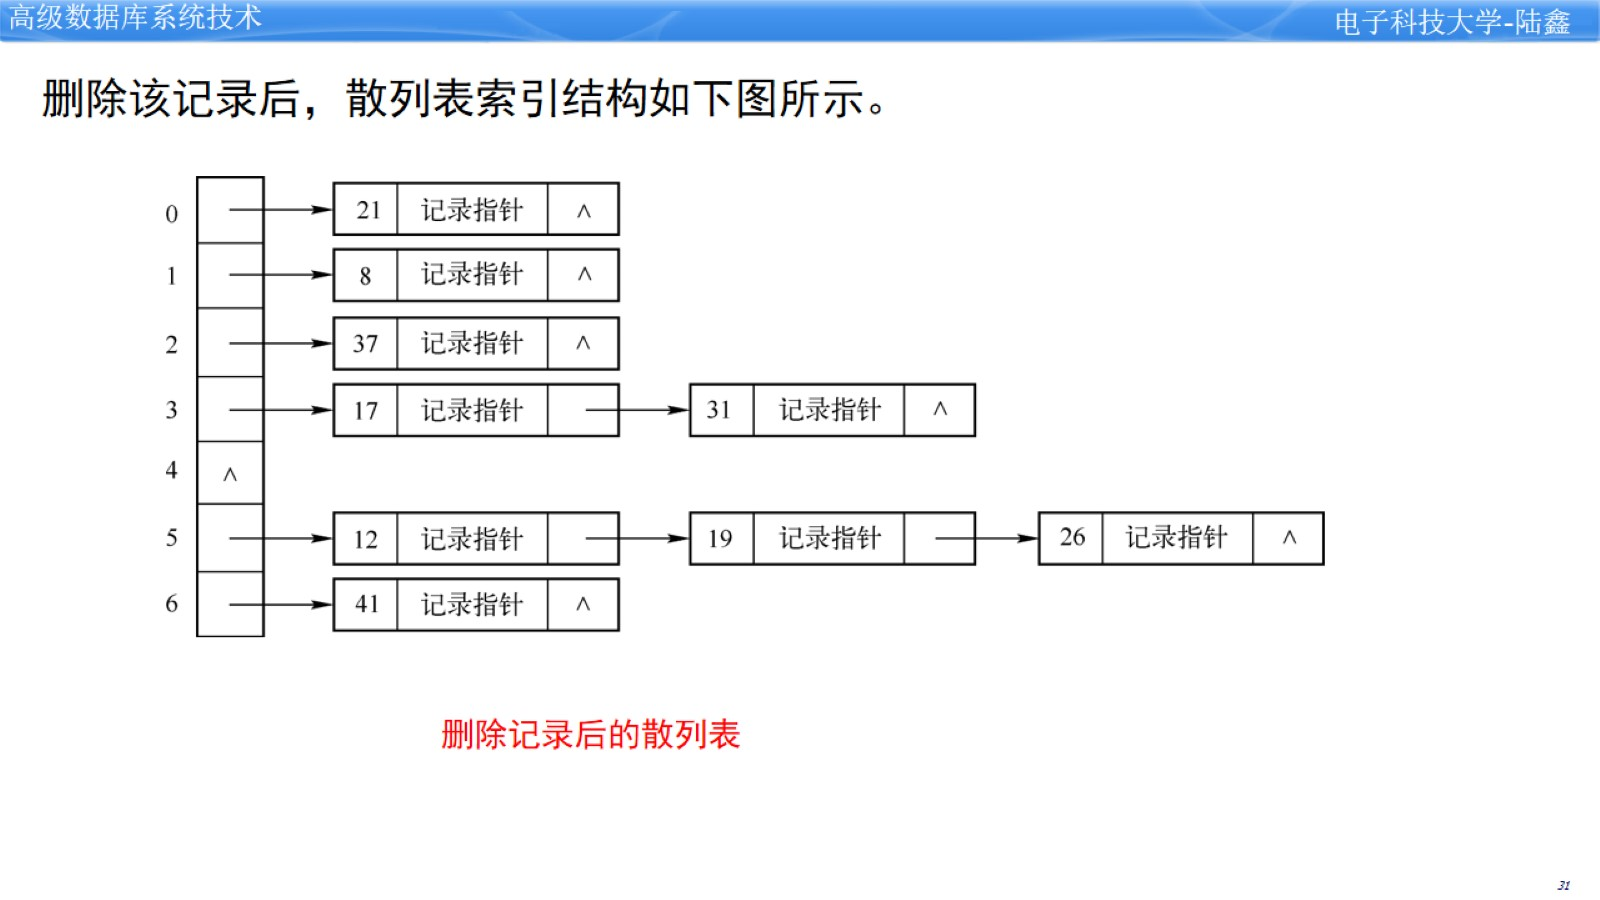 高级数据库系统技术
电子科技大学-陆鑫
删除该记录后，散列表索引结构如下图所示。
0 21 记录指针 ∧
1 8 记录指针 ∧
2 37 记录指针 ∧
3 17 记录指针 31 记录指针 ∧
4 ∧
5 12 记录指针 19 记录指针 26 记录指针 ∧
6 41 记录指针 ∧
删除记录后的散列表
31